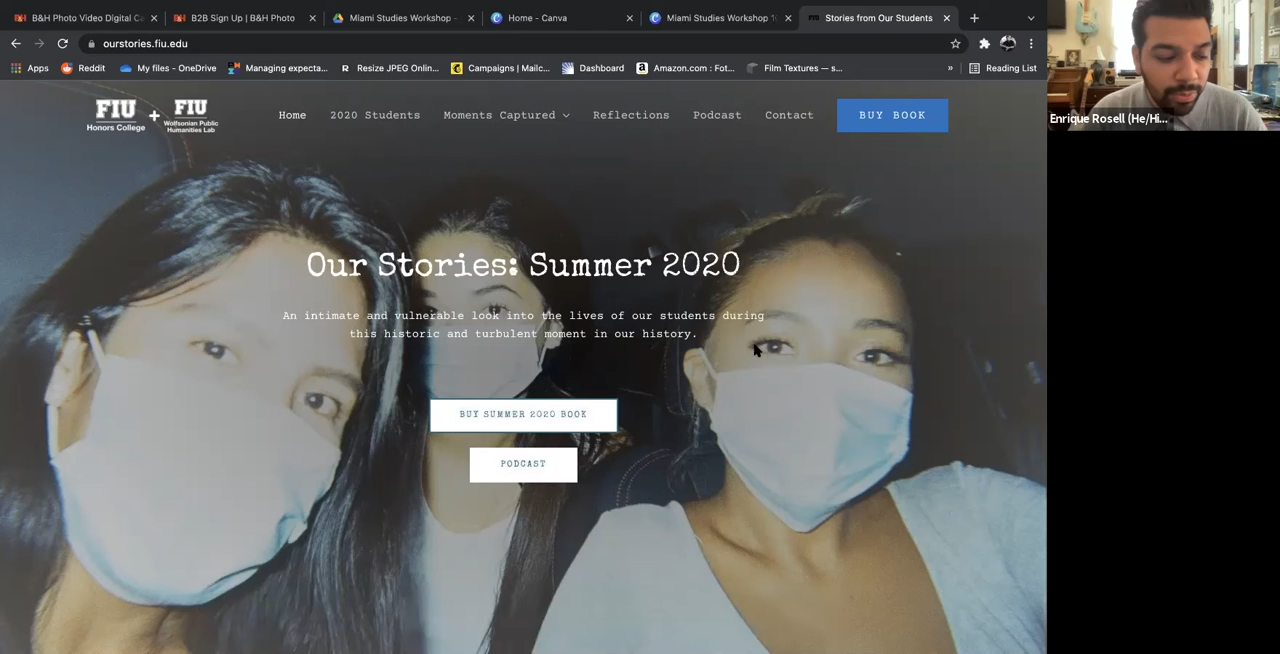 B&H Photo Video Digital Ca
B2B Sign Up | B&H Photo
Miami Studies Workshop -
Home - Canva
Miami Studies Workshop 1
Stories from Our Students
ourstories.fiu.edu
Apps
Reddit
My files - OneDrive
Managing expecta...
Resize JPEG Onlin...
Campaigns | Mailc...
Dashboard
Amazon.com : Fot...
Film Textures — s...
»
Reading List
FIU
Honors College
+
FIU
Wolfsonian Public
Humanities Lab
Home
2020 Students
Moments Captured
Reflections
Podcast
Contact
BUY BOOK
Our Stories: Summer 2020
An intimate and vulnerable look into the lives of our students during
this historic and turbulent moment in our history.
BUY SUMMER 2020 BOOK
PODCAST
Enrique Rosell (He/Hi...